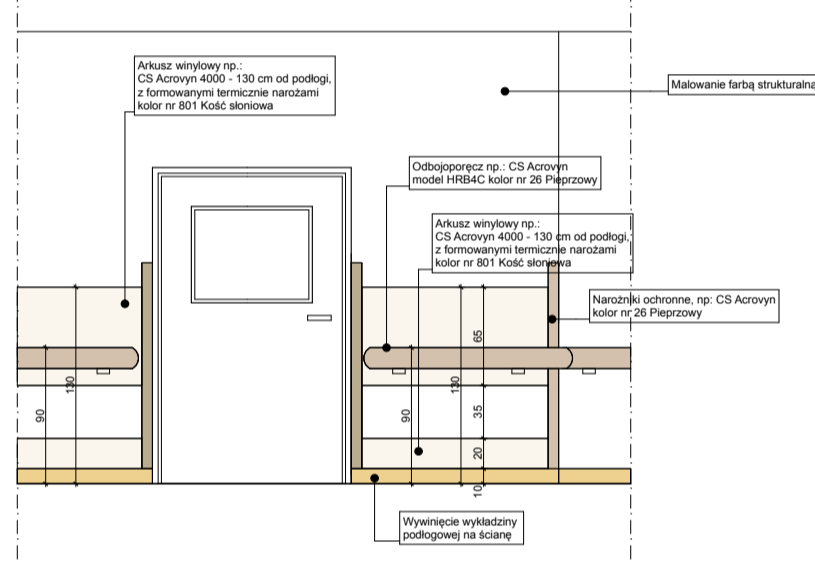 Arkusz winylowy np.:
CS Acrovyn 4000 - 130 cm od podłogi,
z formowanymi termicznie narożami
kolor nr 801 Kość słoniowa
Malowanie farbą strukturalną
Odbojoporęcz np.: CS Acrovyn
model HRB4C kolor nr 26 Pieprzowy
Arkusz winylowy np.:
CS Acrovyn 4000 - 130 cm od podłogi,
z formowanymi termicznie narożami
kolor nr 801 Kość słoniowa
Narożniki ochronne, np: CS Acrovyn
kolor nr 26 Pieprzowy
90
130
90
130
65
35
20
10
Wywinięcie wykładziny
podłogowej na ścianę